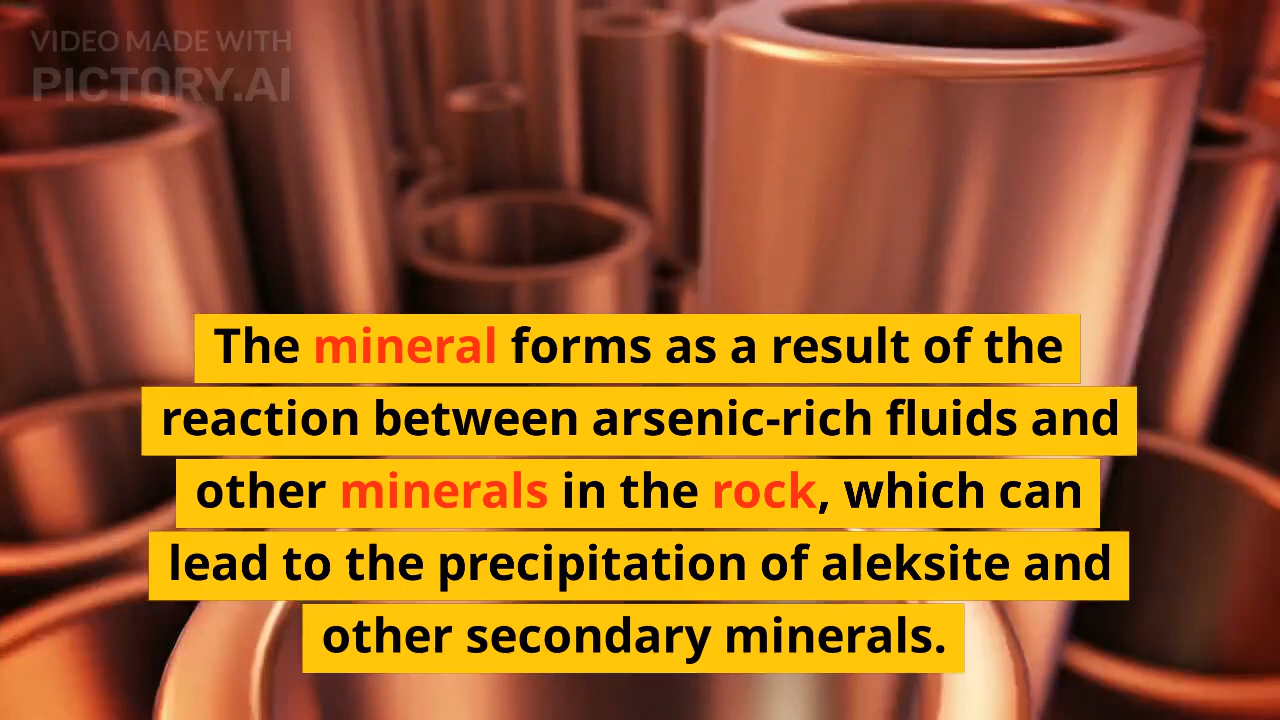 VIDEO MADE WITH
PICTORY.AI
The mineral forms as a result of the
reaction between arsenic-rich fluids and
other minerals in the rock, which can
lead to the precipitation of aleksite and
other secondary minerals.